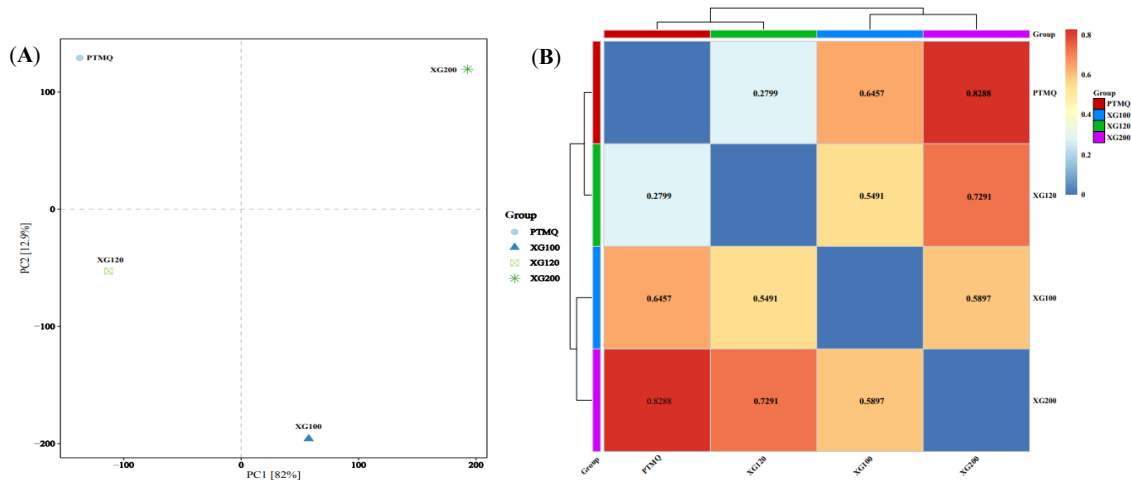 (A)
PTMQ
XG200
XG120
XG100
100
0
−100
−200
PC2 [12.9%]
−100
0
100
200
PC1 [82%]
Group
PTMQ
XG100
XG120
XG200
(B)
Group
0.2799
0.6457
0.8288
PTMQ
0.2799
0.5491
0.7291
XG120
0.6457
0.5491
0.5897
XG100
0.8288
0.7291
0.5897
XG200
Group
PTMQ
XG120
XG100
XG200
0.8
0.6
0.4
0.2
0
Group
PTMQ
XG100
XG120
XG200